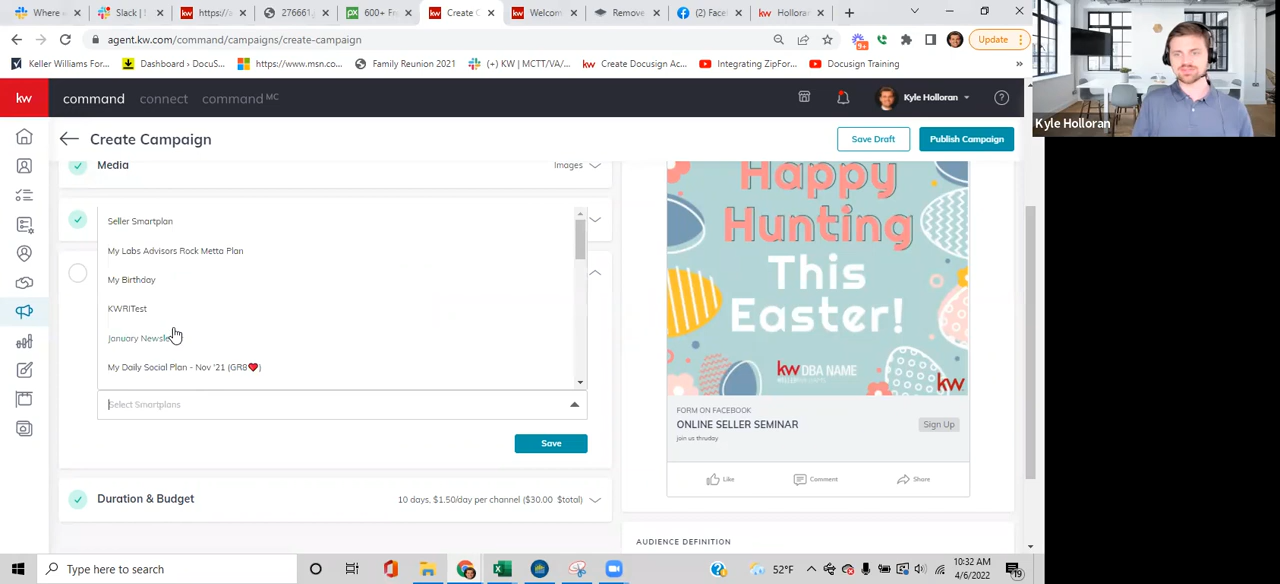 Where
Slack |
https://a
276661
600+ Fr
Create C
Welcom
Remove
(2) Face
Holloran
agent.kw.com/command/campaigns/create-campaign
9+
Update
Keller Williams For...
Dashboard › DocuS...
https://www.msn.co...
Family Reunion 2021
(+) KW | MCTT/VA/...
Create Docusign Ac...
Integrating ZipFor...
Docusign Training
»
kw
command
connect
command MC
Kyle Holloran
?
Kyle Holloran
Create Campaign
Save Draft
Publish Campaign
Media
Images
Seller Smartplan
My Labs Advisors Rock Metta Plan
My Birthday
KWRITest
January Newsle
My Daily Social Plan - Nov '21 (GR8❤)
Select Smartplans
Save
Duration & Budget
10 days, $1.50/day per channel ($30.00 $total)
Happy
Hunting
This
Easter!
kw DBA NAME
kw
FORM ON FACEBOOK
ONLINE SELLER SEMINAR
join us thruday
Sign Up
Like
Comment
Share
AUDIENCE DEFINITION
Type here to search
52°F
10:32 AM
4/6/2022
19